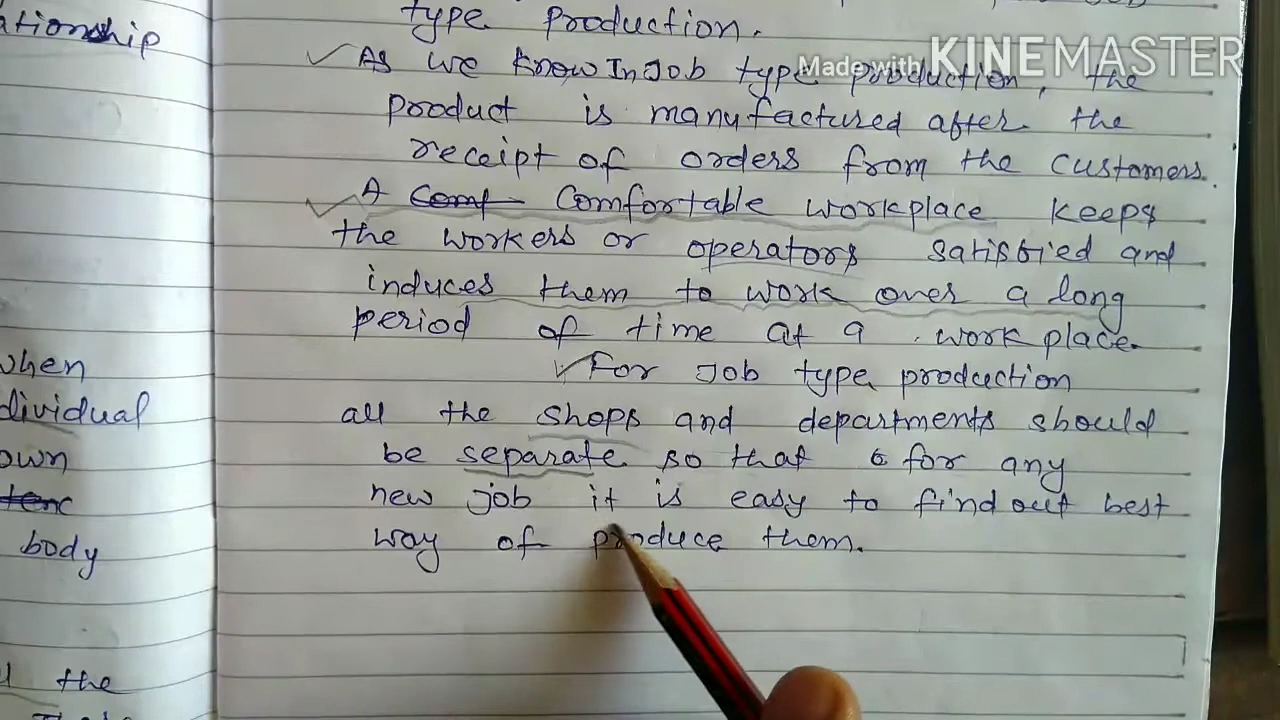 ationship
when
dividual
own
body
the
type production.
As we know In Job type production, the
product is manufactured after the
receipt of orders from the customers.
A Comfortable workplace keeps
the workers or operators satisfied and
induces them to work over a long
period of time at a work place.
For Job type production
all the shops and departments should
be separate so that for any
new job it is easy to find out best
way of produce them.
Made with KINEMASTER